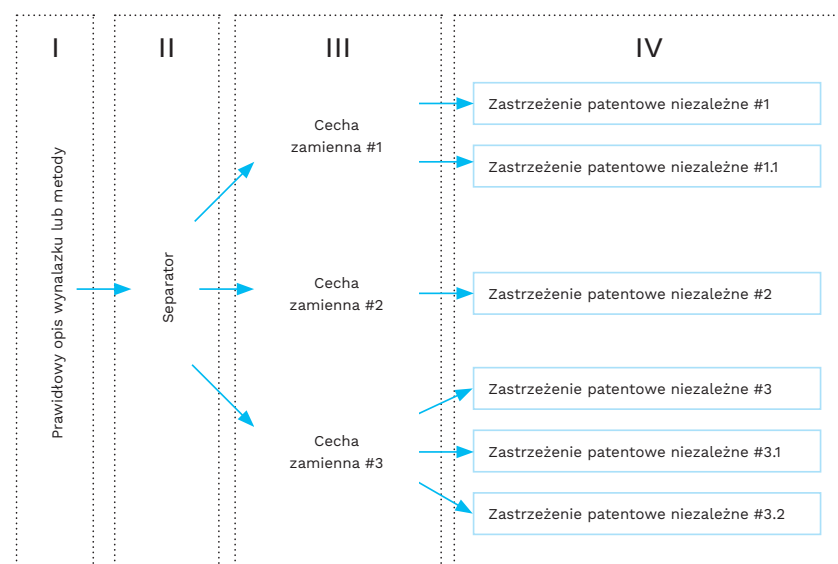 I
II
III
IV
Prawidłowy opis wynalazku lub metody
Separator
Cecha
zamienna #1
Cecha
zamienna #2
Cecha
zamienna #3
Zastrzeżenie patentowe niezależne #1
Zastrzeżenie patentowe niezależne #1.1
Zastrzeżenie patentowe niezależne #2
Zastrzeżenie patentowe niezależne #3
Zastrzeżenie patentowe niezależne #3.1
Zastrzeżenie patentowe niezależne #3.2